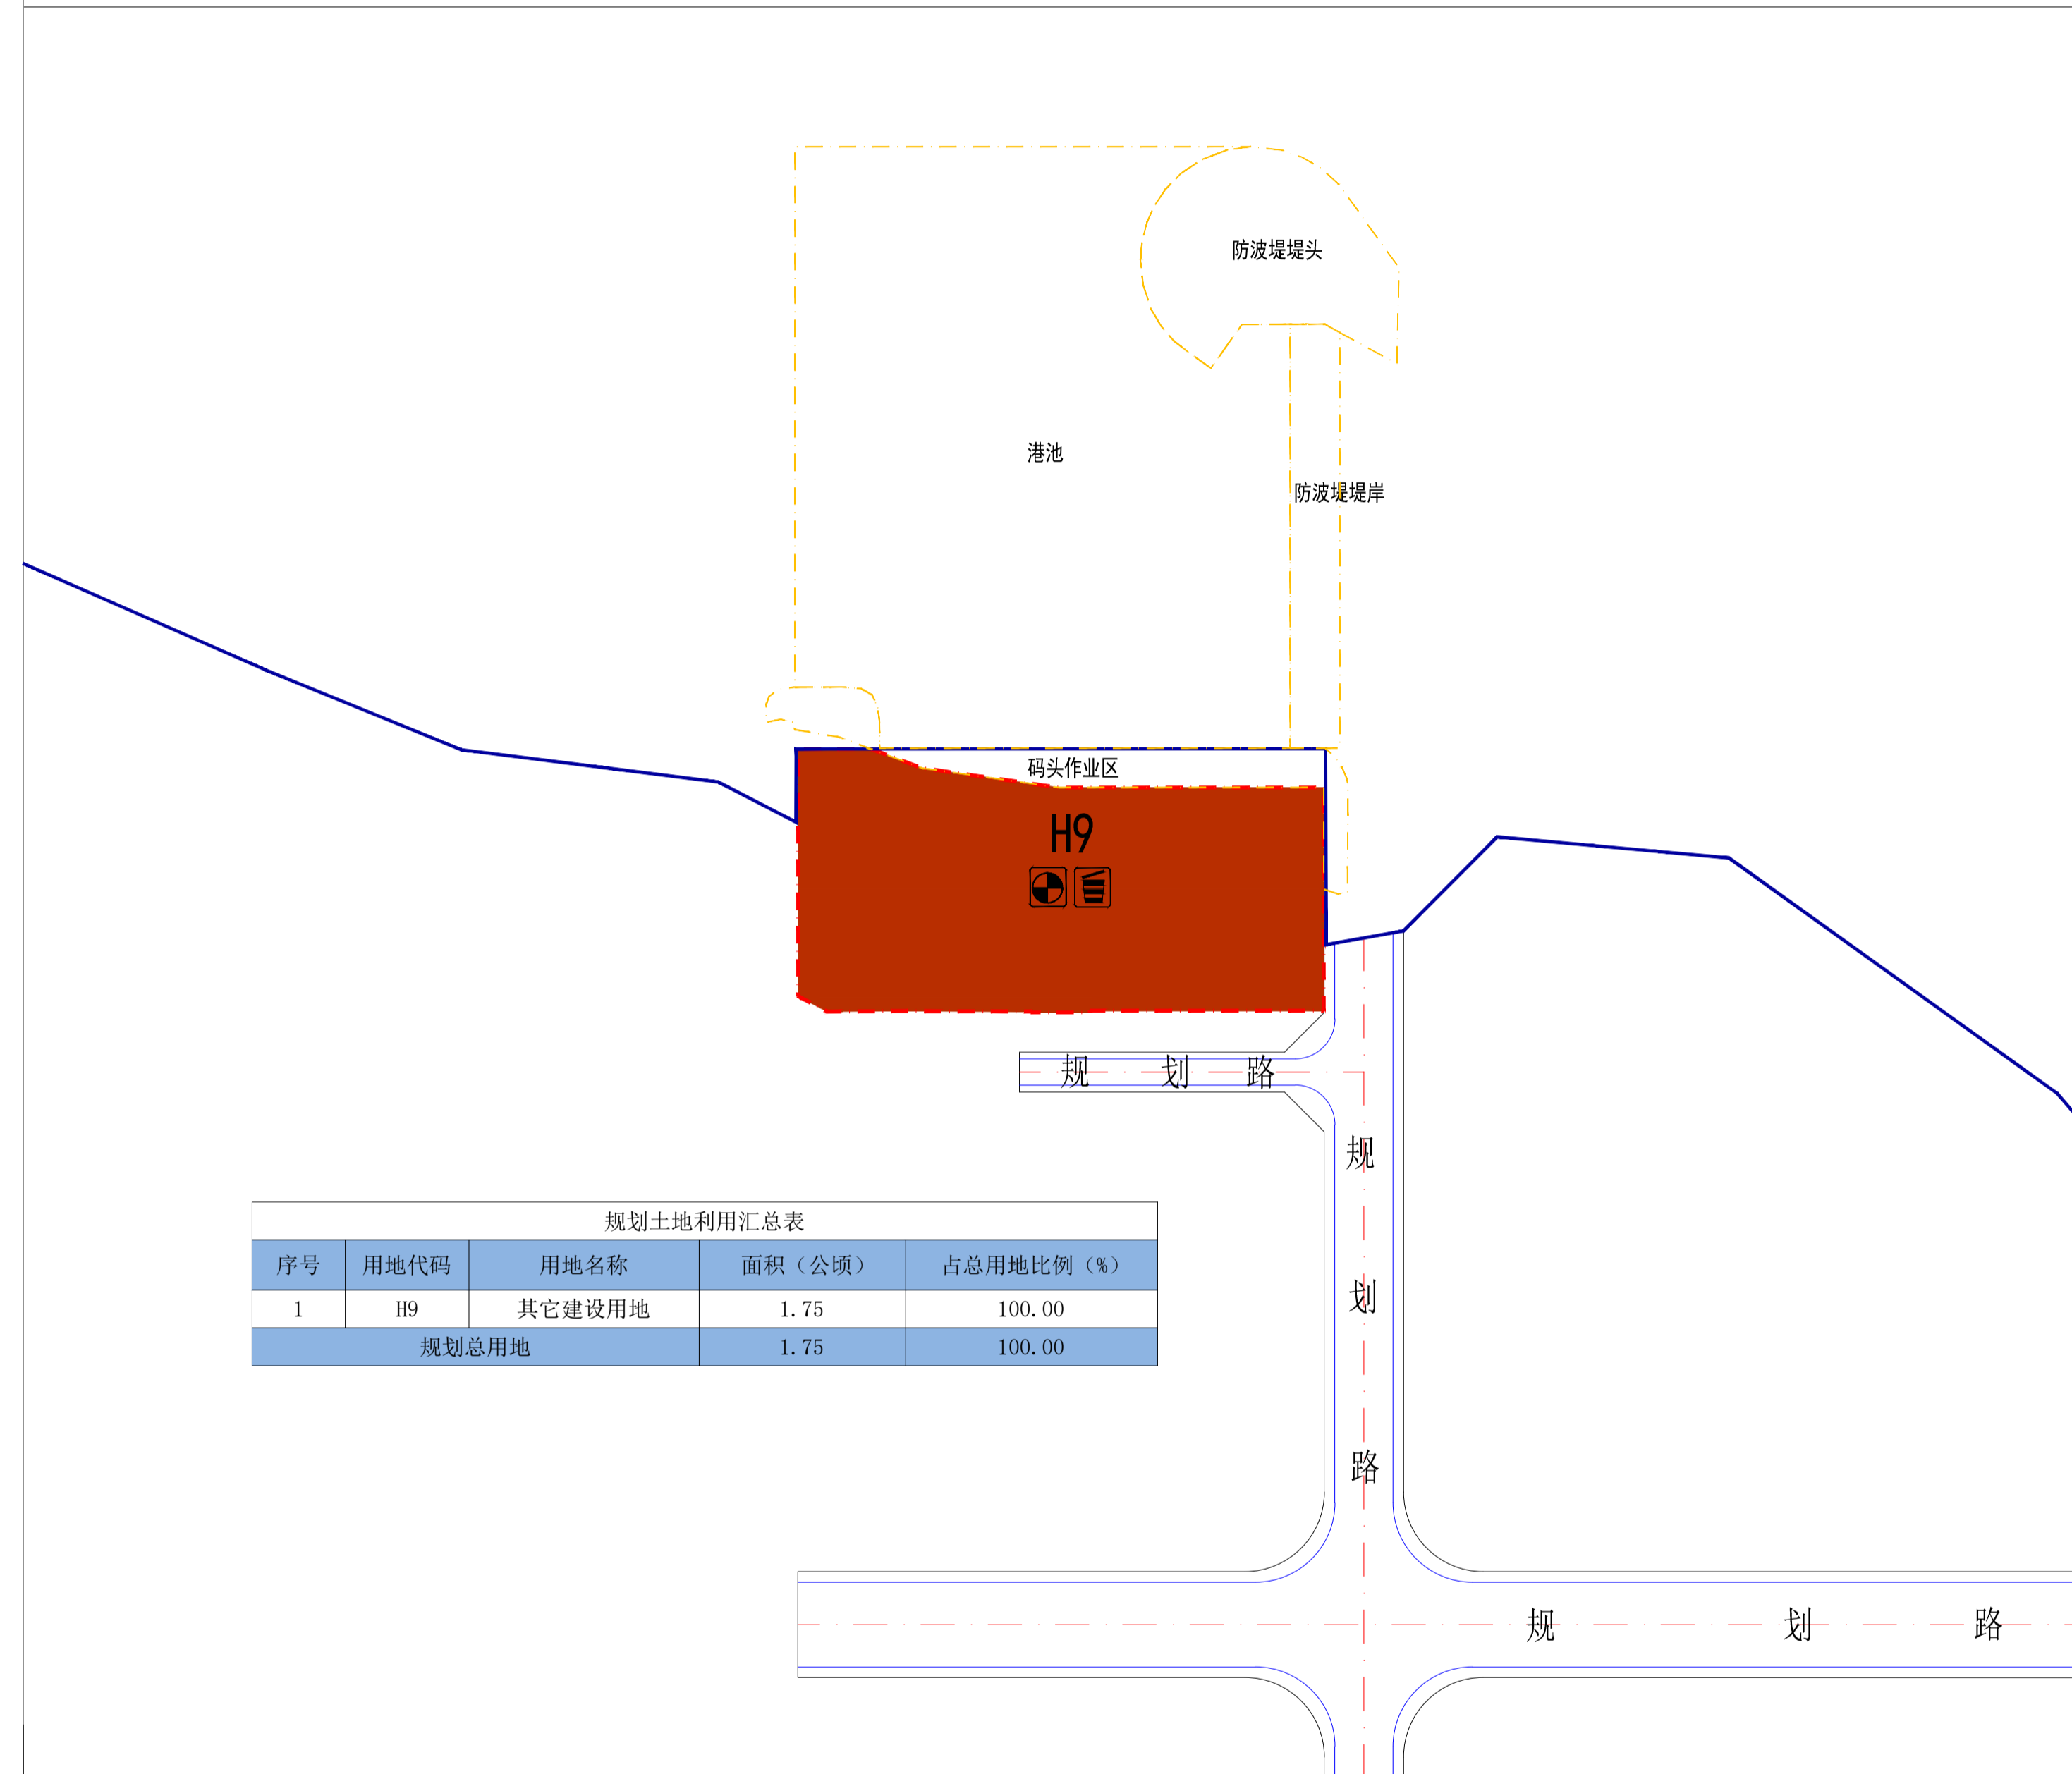 防波堤堤头
港池
防波堤堤岸
码头作业区
H9
规划路
规划路
规划土地利用汇总表
序号 用地代码 用地名称 面积（公顷） 占总用地比例（%）
1 H9 其它建设用地 1.75 100.00
规划总用地 1.75 100.00
规划路